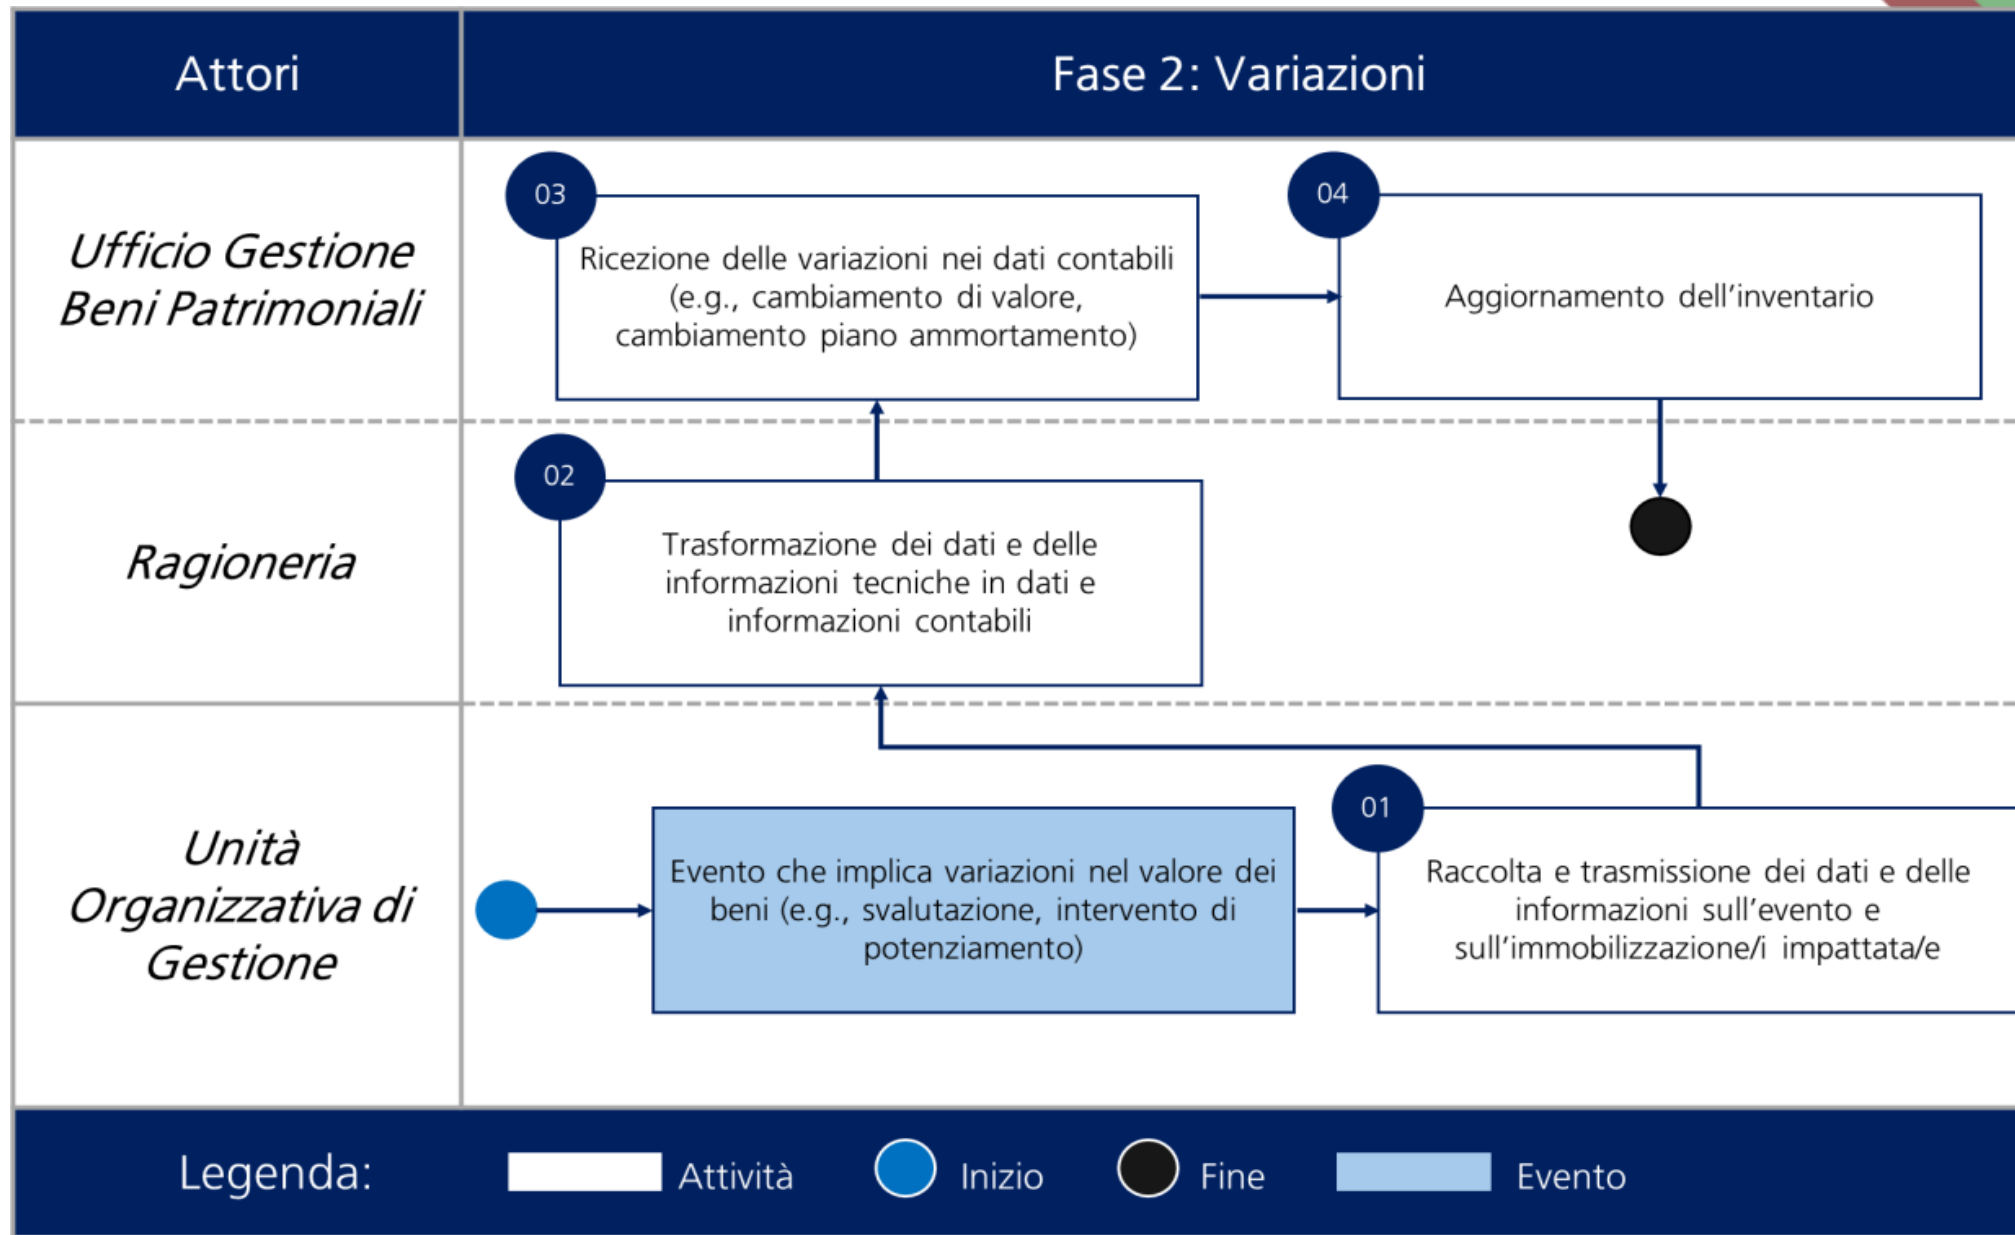 Attori
Fase 2: Variazioni
Ufficio Gestione
Beni Patrimoniali
03
Ricezione delle variazioni nei dati contabili
(e.g., cambiamento di valore,
cambiamento piano ammortamento)
04
Aggiornamento dell'inventario
Ragioneria
02
Trasformazione dei dati e delle
informazioni tecniche in dati e
informazioni contabili
Unità
Organizzativa di
Gestione
Evento che implica variazioni nel valore dei
beni (e.g., svalutazione, intervento di
potenziamento)
01
Raccolta e trasmissione dei dati e delle
informazioni sull'evento e
sull'immobilizzazione/i impattata/e
Legenda:
Attività
Inizio
Fine
Evento